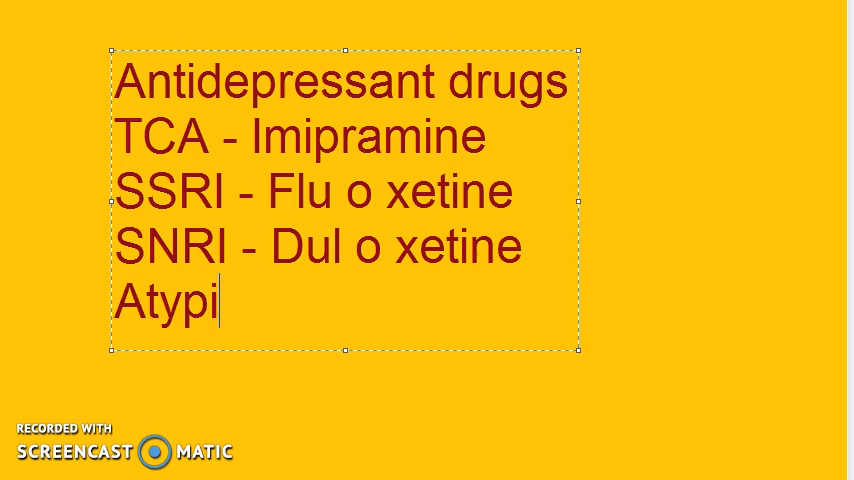 Antidepressant drugs
TCA - Imipramine
SSRI - Flu o xetine
SNRI - Dul o xetine
Atypi
RECORDED WITH
SCREENCAST MATIC